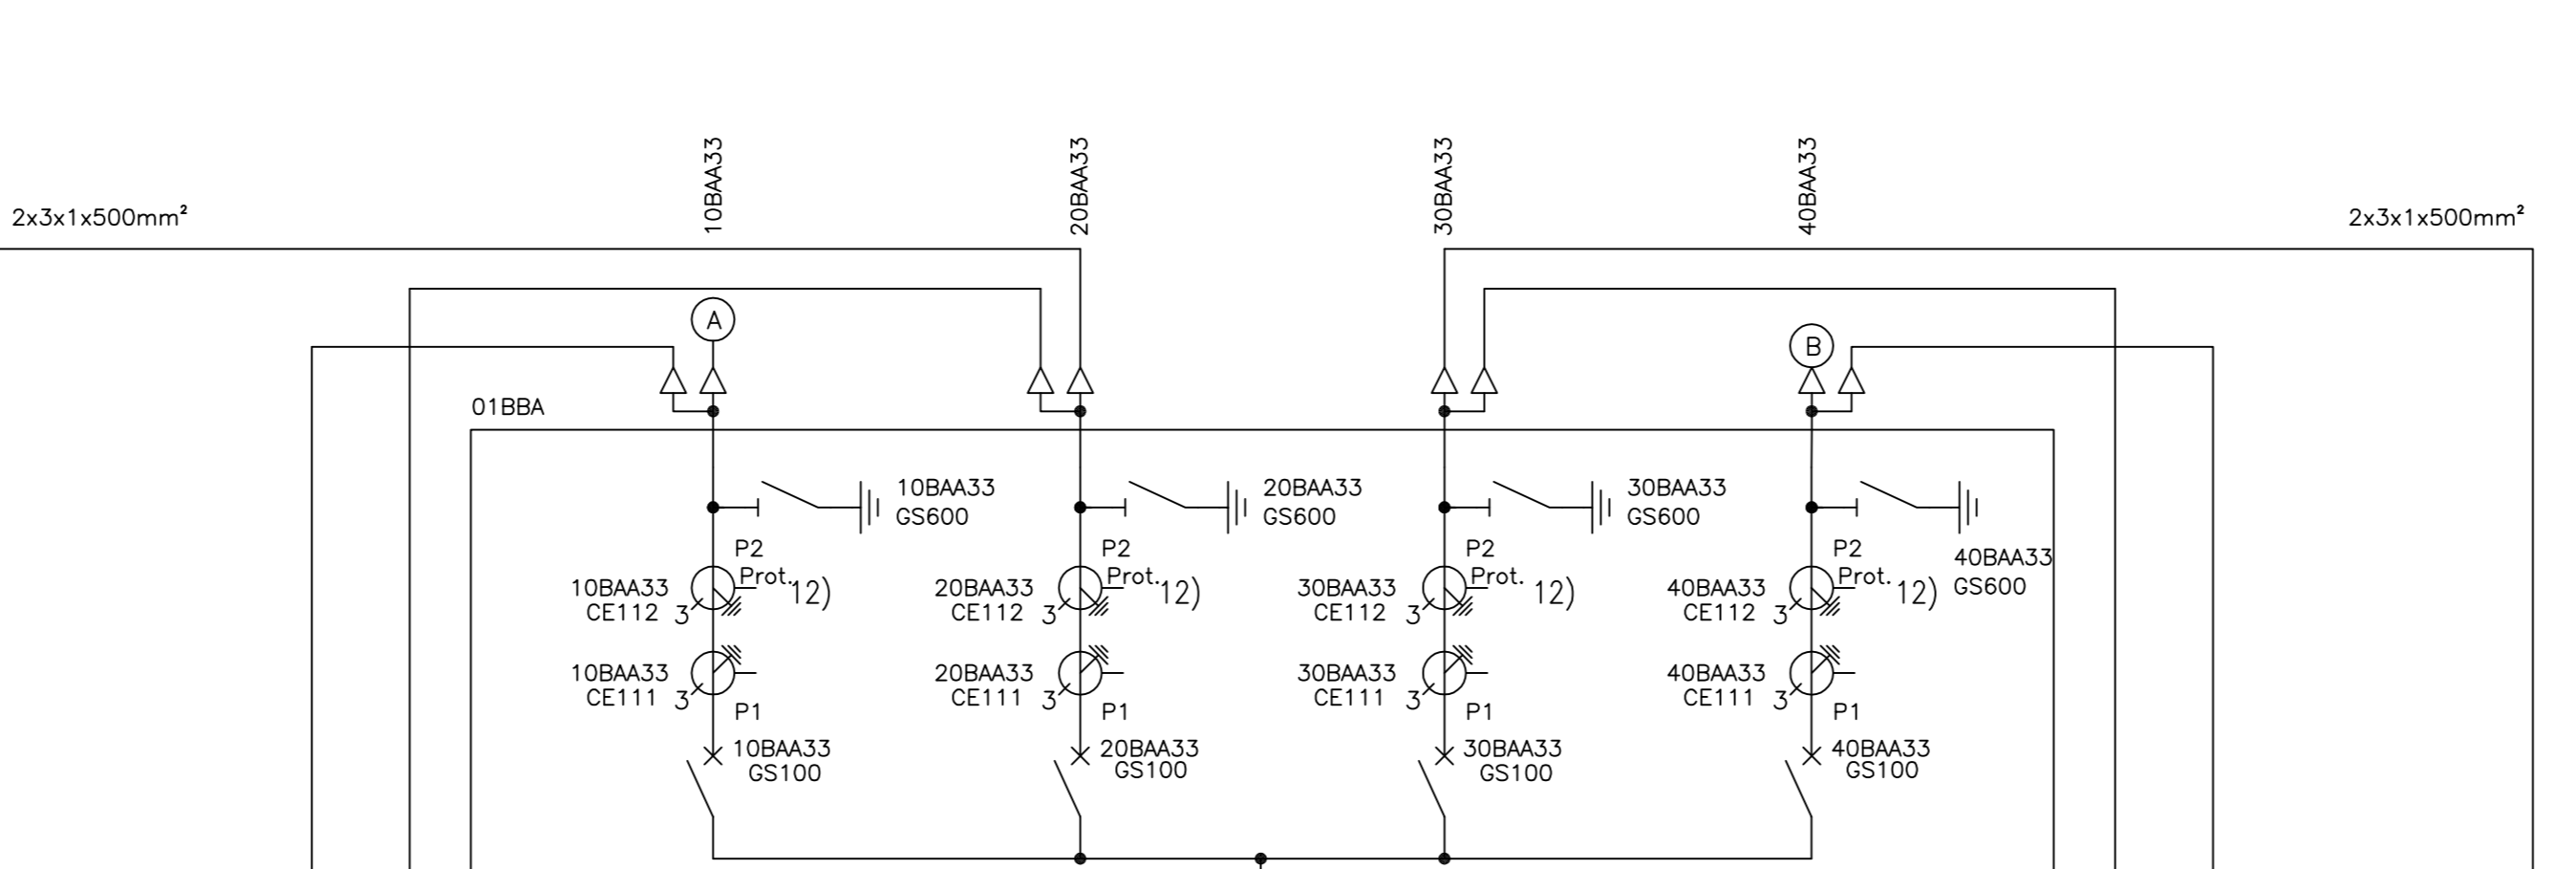 10BAA33
20BAA33
30BAA33
40BAA33
2x3x1x500mm²
2x3x1x500mm²
A
B
01BBA
10BAA33
GS600
20BAA33
GS600
30BAA33
GS600
40BAA33
GS600
P2
P2
P2
P2
10BAA33
CE112
3
Prot.
12)
20BAA33
CE112
3
Prot.
12)
30BAA33
CE112
3
Prot.
12)
40BAA33
CE112
3
Prot.
12)
10BAA33
CE111
3
20BAA33
CE111
3
30BAA33
CE111
3
40BAA33
CE111
3
P1
P1
P1
P1
10BAA33
GS100
20BAA33
GS100
30BAA33
GS100
40BAA33
GS100